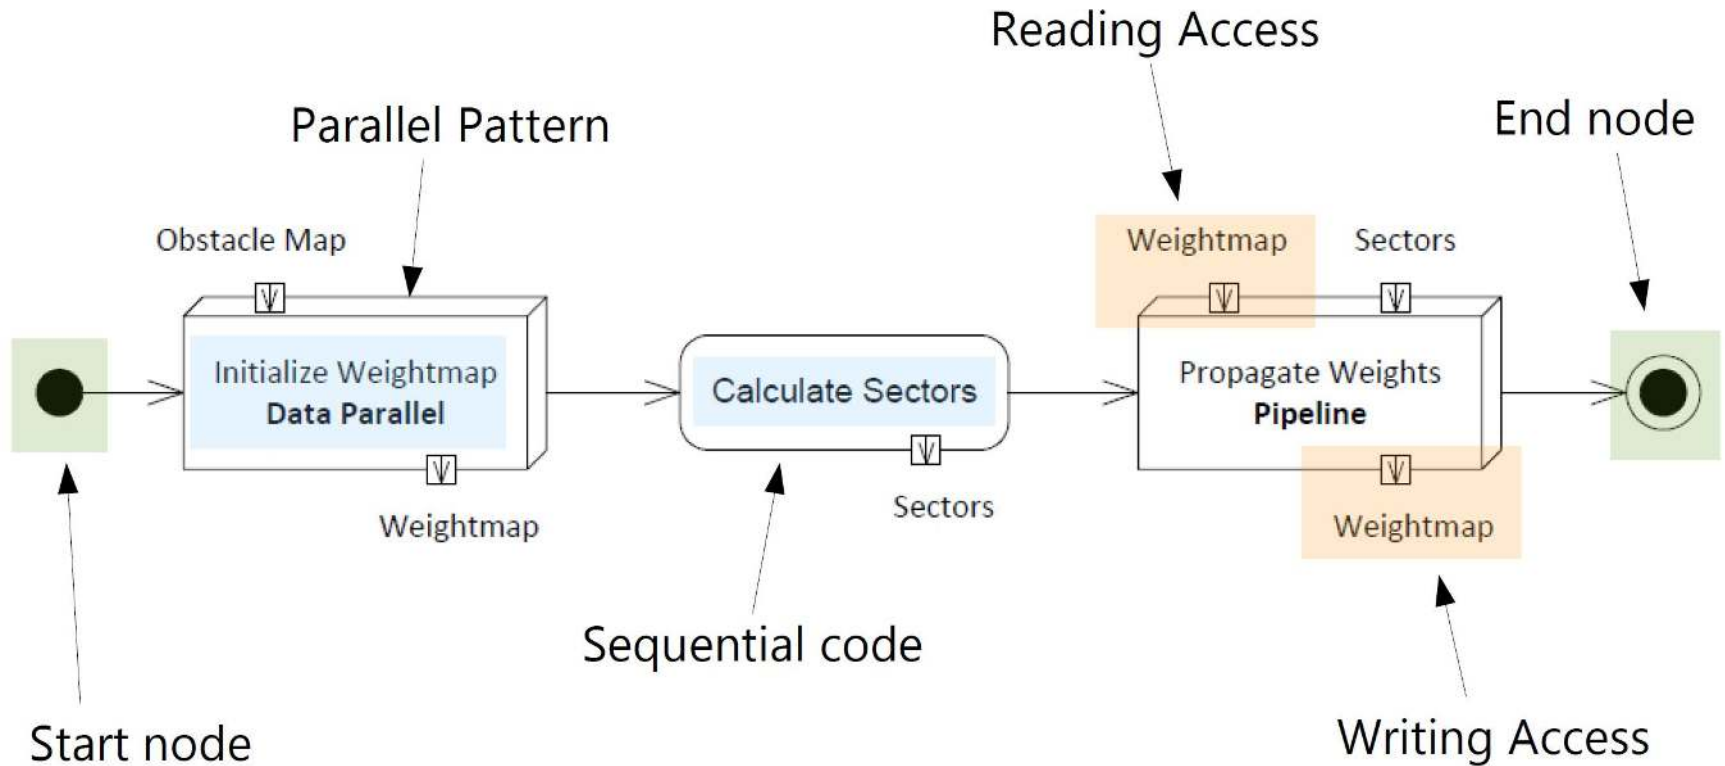 Reading Access
Parallel Pattern
End node
Obstacle Map
Weightmap
Sectors
Initialize Weightmap
Data Parallel
Calculate Sectors
Propagate Weights
Pipeline
Weightmap
Sectors
Weightmap
Sequential code
Start node
Writing Access